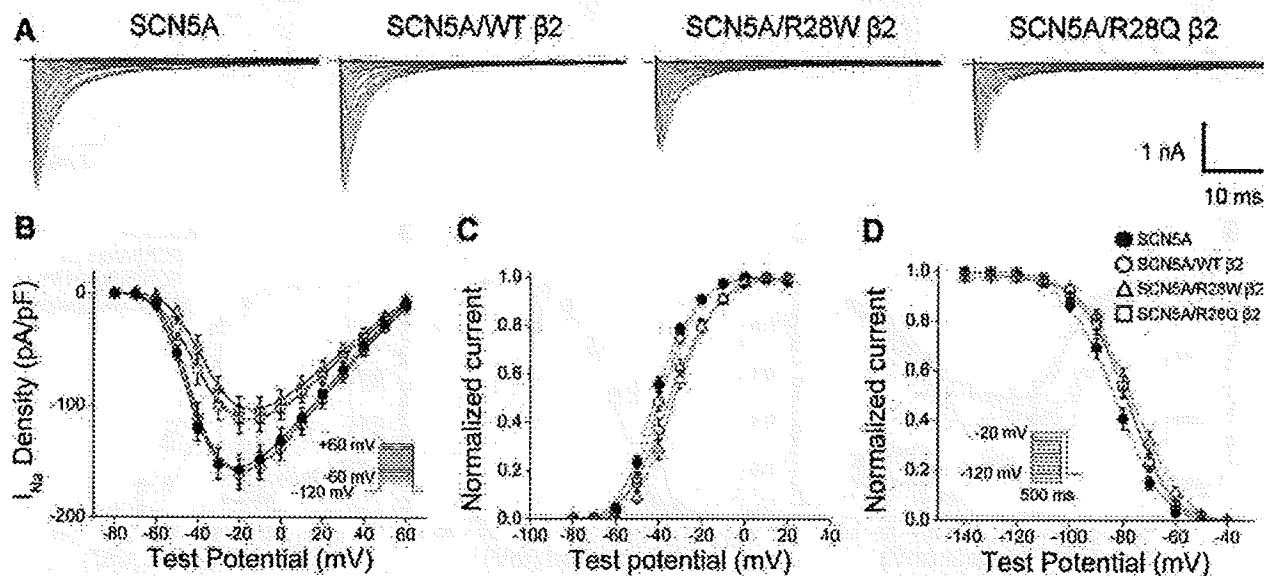 A
SCN5A SCN5A/WT β2 SCN5A/R28W β2 SCN5A/R28Q β2
1 nA
10 ms
B
I_Na Density (pA/pF)
0
-100
-200
+60 mV
-60 mV
-120 mV
-80 -60 -40 -20 0 20 40 60
Test Potential (mV)
C
Normalized current
1.0
0.8
0.6
0.4
0.2
0.0
-100 -80 -60 -40 -20 0 20 40
Test potential (mV)
D
SCN5A
SCN5A/WT β2
SCN5A/R28W β2
SCN5A/R28Q β2
Normalized current
1.0
0.8
0.6
0.4
0.2
0.0
-20 mV
-120 mV
500 ms
-140 -120 -100 -80 -60 -40
Test Potential (mV)